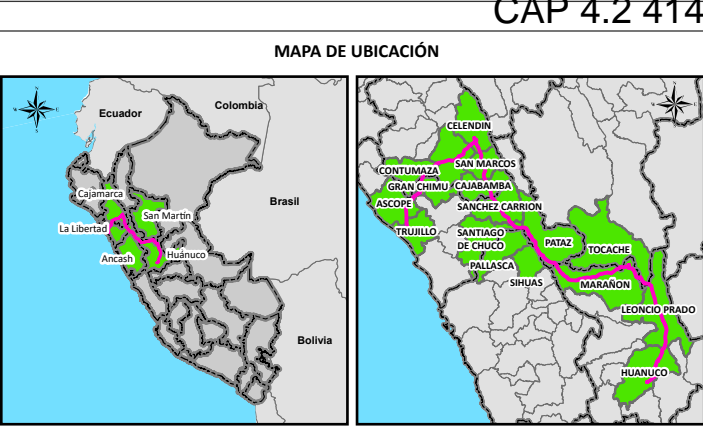 CAP 4.2 414
MAPA DE UBICACIÓN
Ecuador
Colombia
Brasil
Cajamarca
San Martín
La Libertad
Ancash
Huánuco
Bolivia
CELENDIN
CONTUMAZA
SAN MARCOS
GRAN CHIMU
CAJABAMBA
ASCOPE
SANCHEZ CARRION
TRUJILLO
SANTIAGO
DE CHUCO
PATAZ
TOCACHE
PALLASCA
SIHUAS
MARAÑON
LEONCIO PRADO
HUANUCO